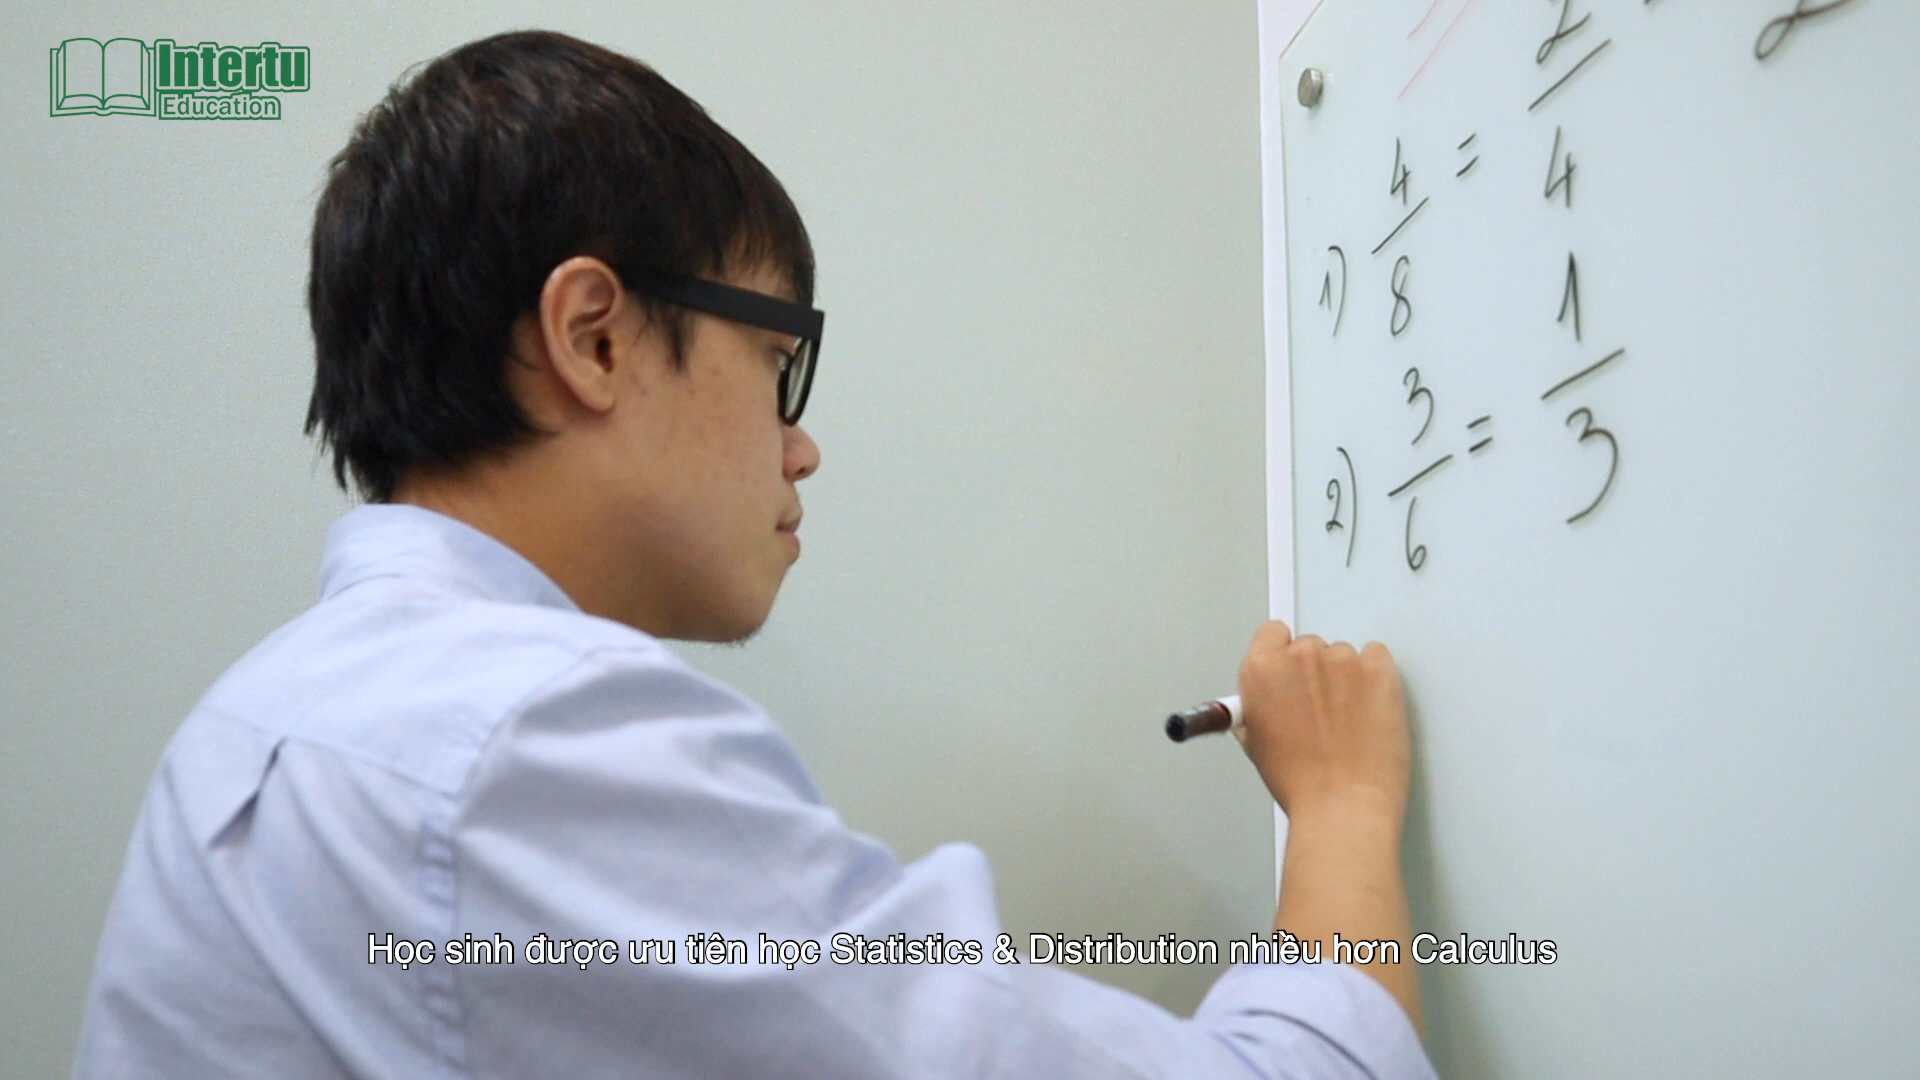 Intertu
Education
1) 4/8 = 2/4
2) 3/6 = 1/3
Học sinh được ưu tiên học Statistics & Distribution nhiều hơn Calculus